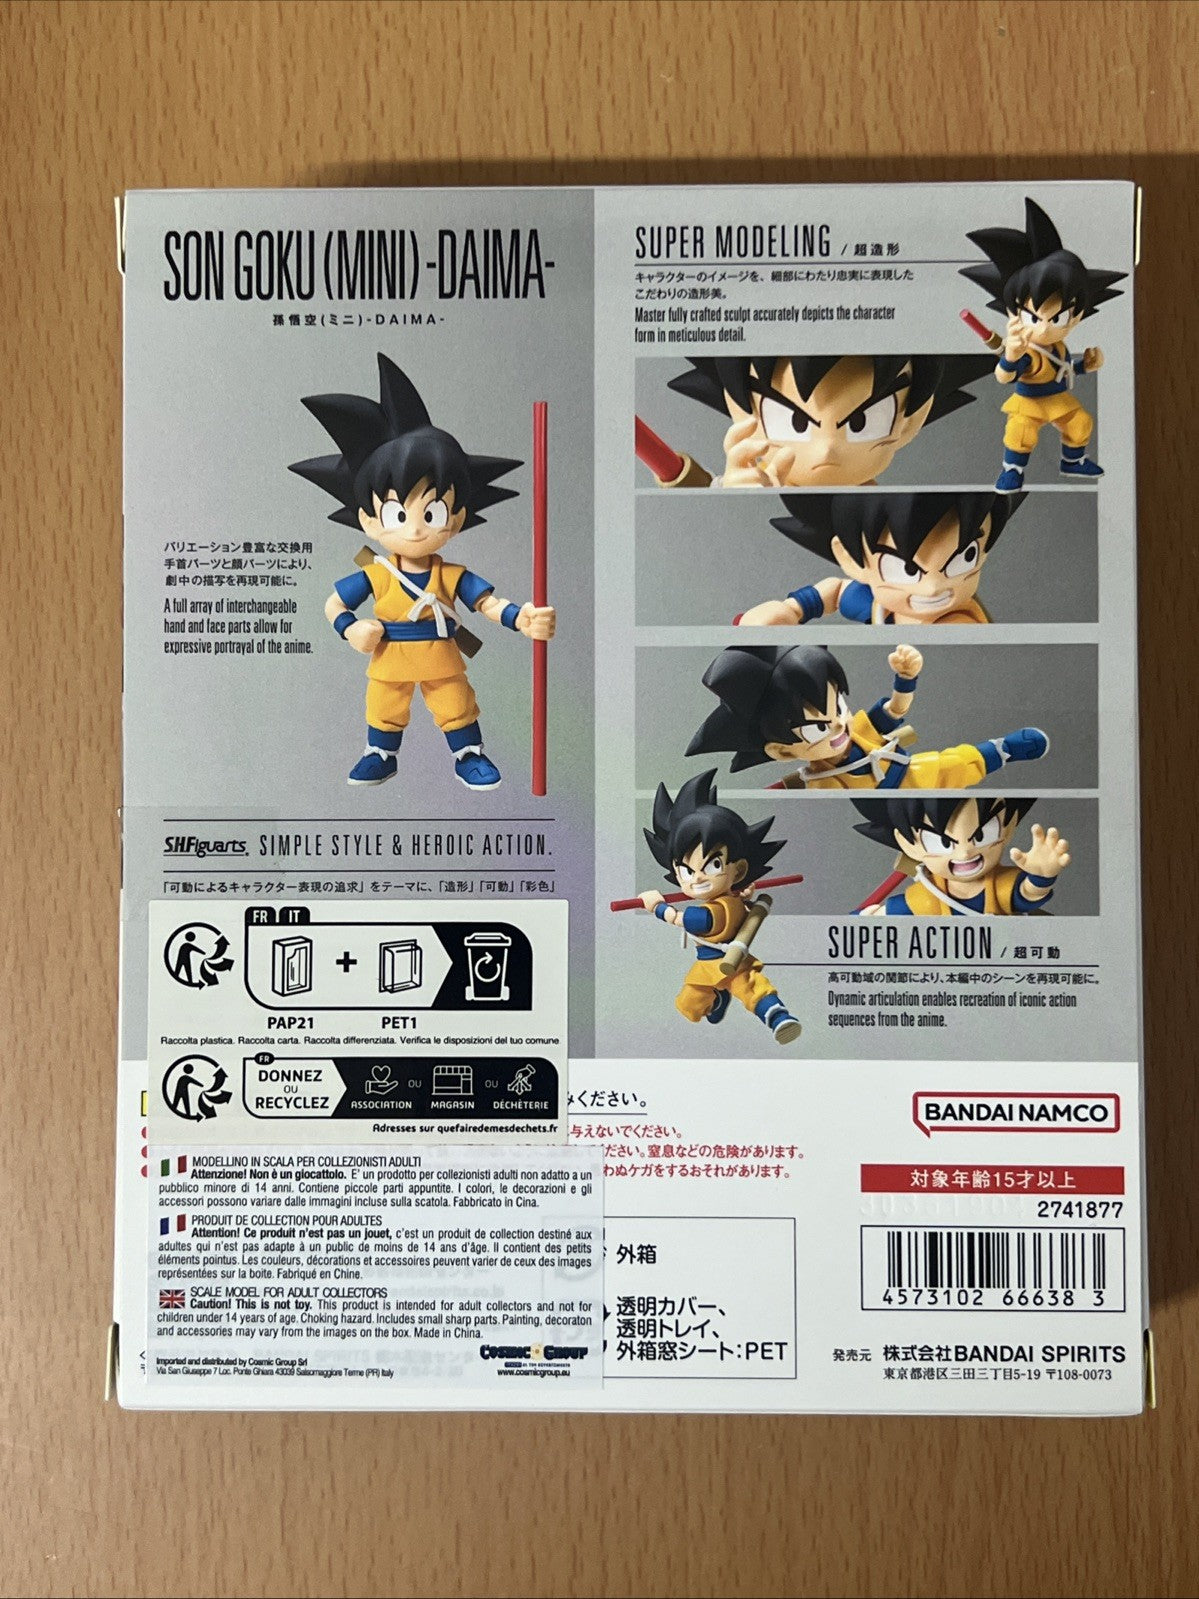 SON GOKU (MINI) -DAIMA-
孫悟空(ミニ)-DAIMA-
バリエーション豊富な交換用
手首パーツと顔パーツにより、
劇中の描写を再現可能に。
A full array of interchangeable
hand and face parts allow for
expressive portrayal of the anime.
S.H.Figuarts. SIMPLE STYLE & HEROIC ACTION.
「可動によるキャラクター表現の追求」をテーマに、「造形」「可動」「彩色」
SUPER MODELING / 超造形
キャラクターのイメージを、細部にわたり忠実に表現した
こだわりの造形美。
Master fully crafted sculpt accurately depicts the character
form in meticulous detail.
SUPER ACTION / 超可動
高可動域の関節により、本編中のシーンを再現可能に。
Dynamic articulation enables recreation of iconic action
sequences from the anime.
FR IT
+
PAP21 PET1
Raccolta plastica. Raccolta carta. Raccolta differenziata. Verifica le disposizioni del tuo comune
FR
DONNEZ
OU
RECYCLEZ
ASSOCIATION OU MAGASIN OU DÉCHÈTERIE
Adresses sur quefairedemesdechets.fr
MODELLINO IN SCALA PER COLLEZIONISTI ADULTI
Attenzione! Non è un giocattolo. E' un prodotto per collezionisti adulti non adatto a un
pubblico minore di 14 anni. Contiene piccole parti appuntite. I colori, le decorazioni e gli
accessori possono variare dalle immagini incluse sulla scatola. Fabbricato in Cina.
PRODUIT DE COLLECTION POUR ADULTES
Attention! Ce produit n'est pas un jouet, c'est un produit de collection destiné aux
adultes qui n'est pas adapte à un public de moins de 14 ans d'âge. Il contient des petits
éléments pointus. Les couleurs, décorations et accessoires peuvent varier de ceux des images
représentées sur la boite. Fabriqué en Chine.
SCALE MODEL FOR ADULT COLLECTORS
Caution! This is not toy. This product is intended for adult collectors and not for
children under 14 years of age. Choking hazard. Includes small sharp parts. Painting, decoraton
and accessories may vary from the images on the box. Made in China.
Imported and distributed by Cosmic Group Srl
Via San Giuseppe 7 Loc. Ponte Ghiara 43039 Salsomaggiore Terme (PR) Italy
COSMIC GROUP
www.cosmicgroup.eu
みください。
与えないでください。
ください。窒息などの危険があります。
わぬケガをするおそれがあります。
外箱
透明カバー、
透明トレイ、
外箱窓シート:PET
BANDAI NAMCO
対象年齢15才以上
2741877
4573102 66638 3
発売元 株式会社BANDAI SPIRITS
東京都港区三田三丁目5-19 〒108-0073